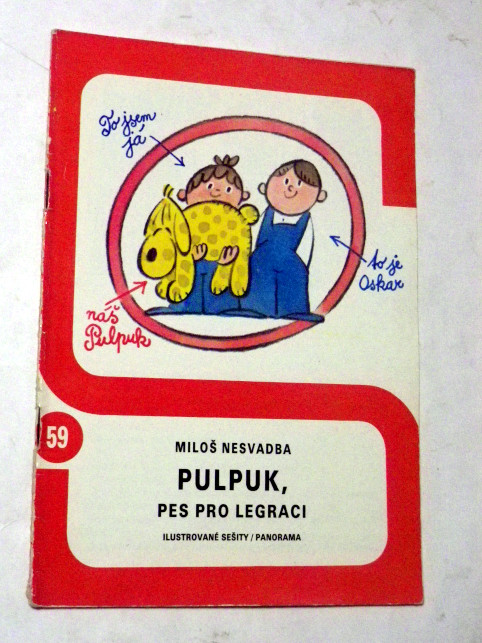 To jsem
já
to je
Oskar
náš
Pulpuk
59
MILOŠ NESVADBA
PULPUK,
PES PRO LEGRACI
ILUSTROVANÉ SEŠITY / PANORAMA